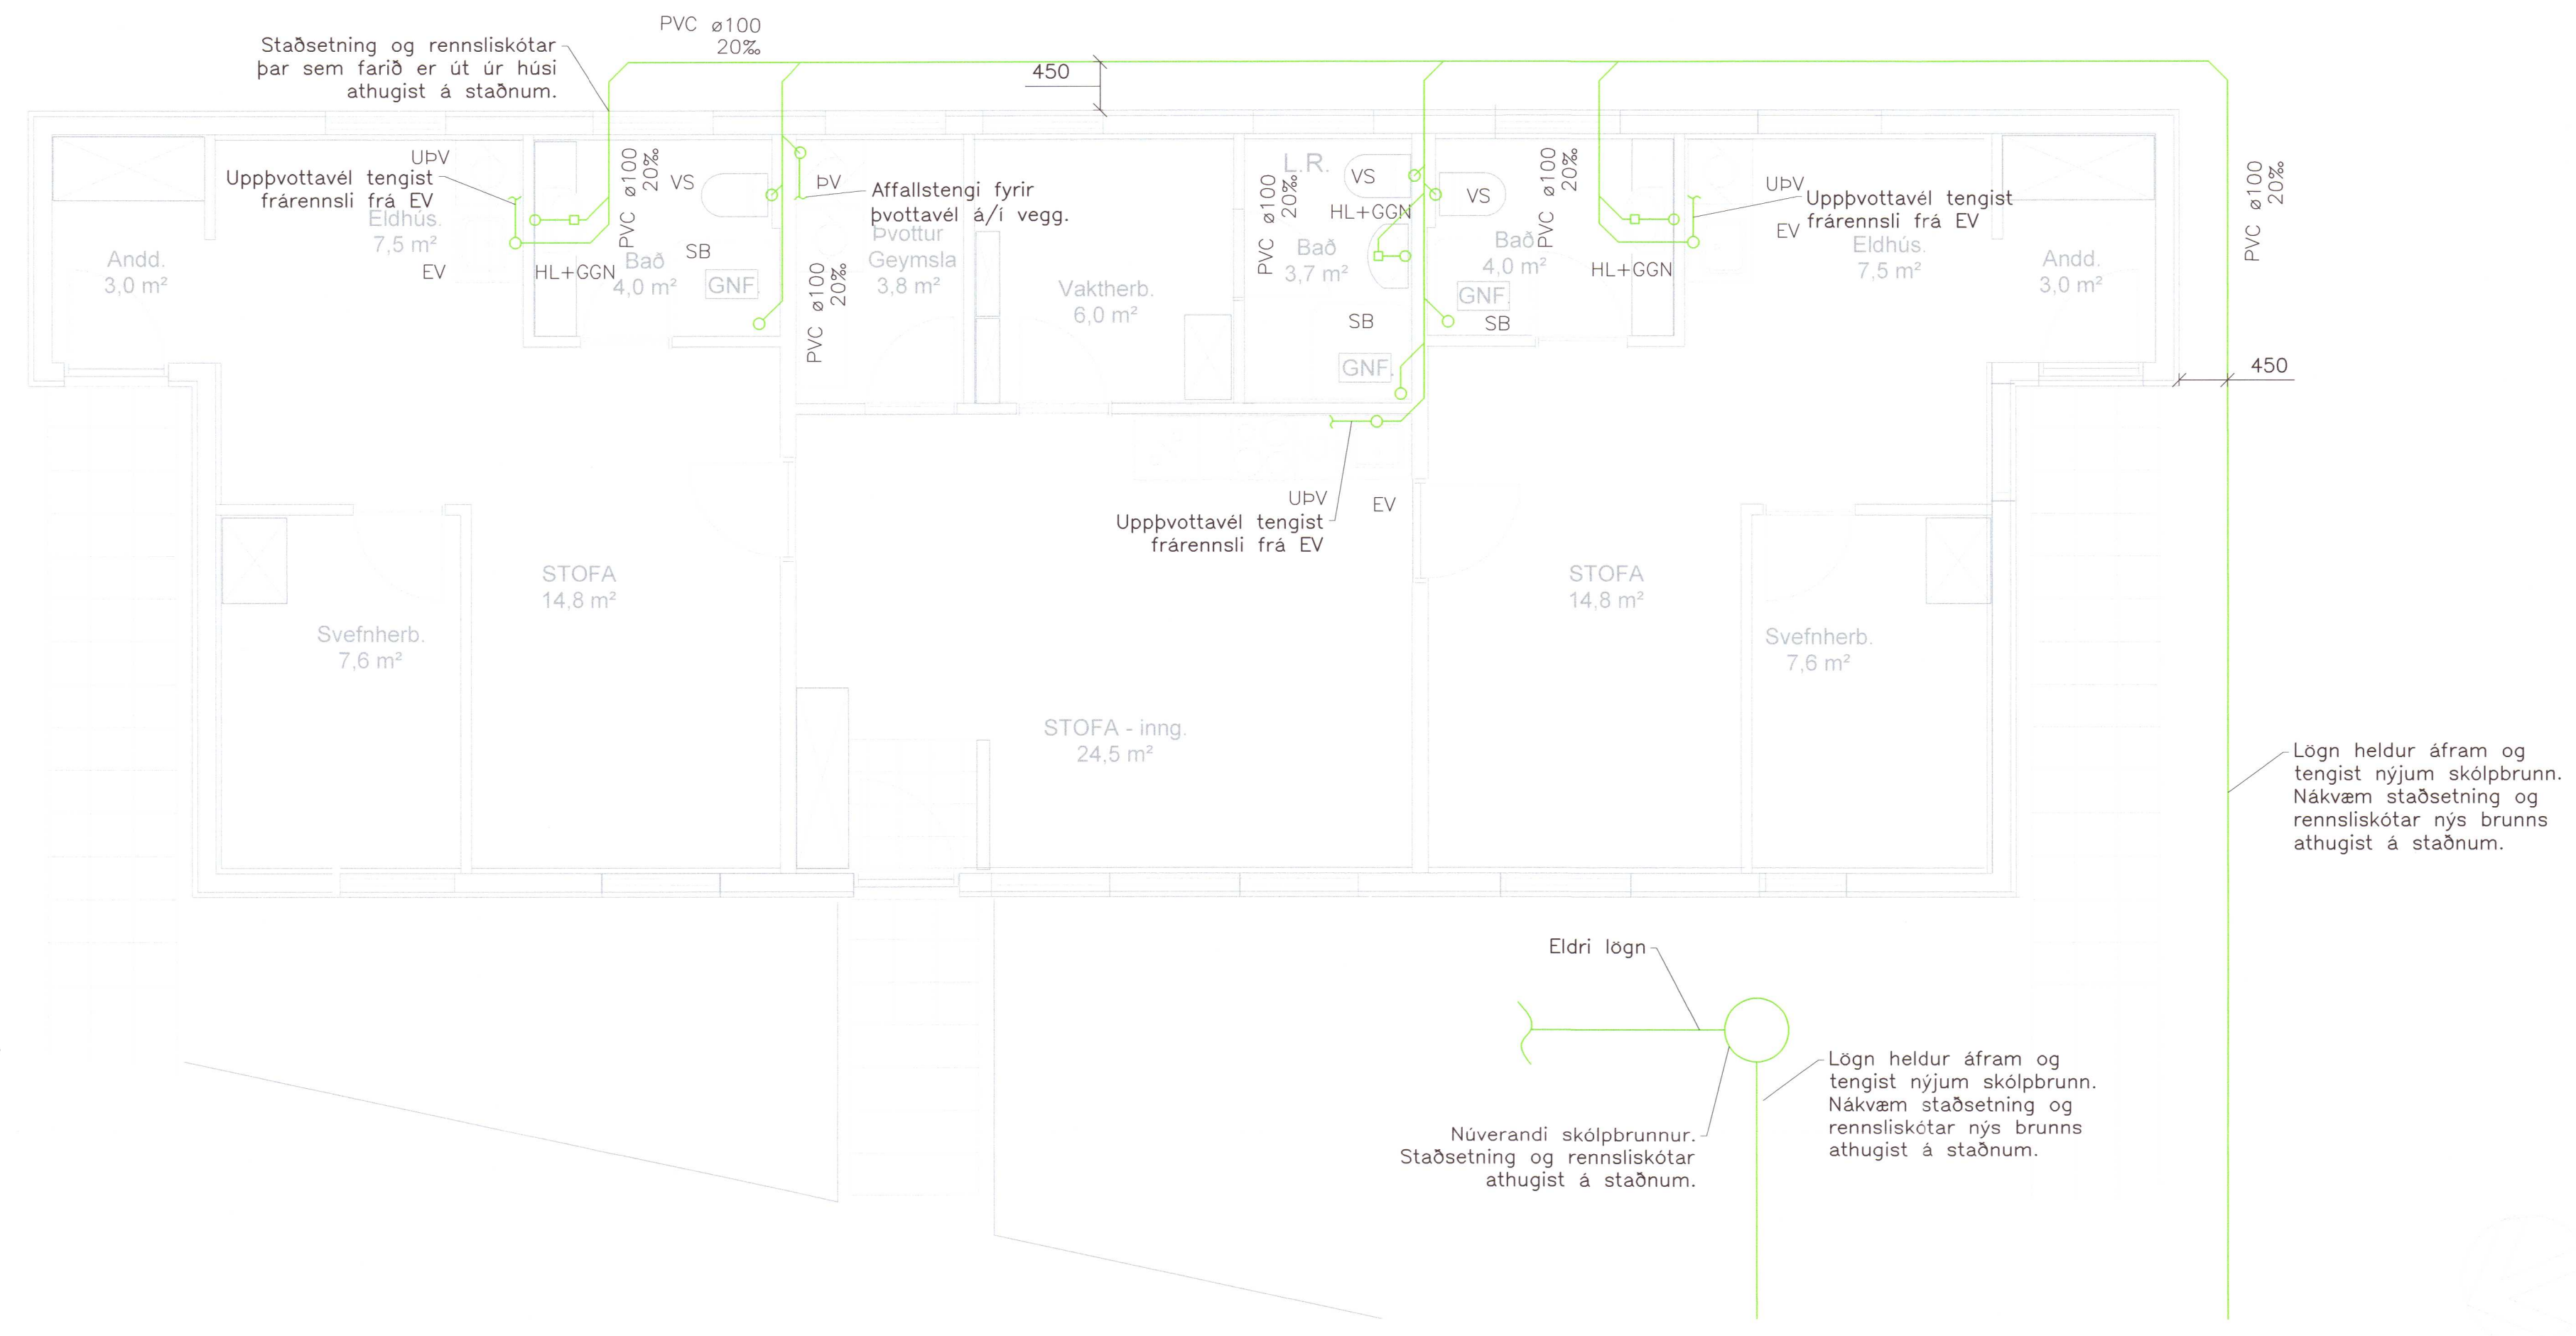 PVC ø100
20‰
Staðsetning og rennsliskótar
þar sem farið er út úr húsi
athugist á staðnum.
450
UÞV
Uppþvottavél tengist
frárennsli frá EV
Eldhús.
7,5 m²
EV
Andd.
3,0 m²
HL+GGN
PVC ø100
20‰
Bað
4,0 m²
VS
SB
GNF.
ÞV
Affallstengi fyrir
þvottavél á/í vegg.
Þvottur
Geymsla
3,8 m²
PVC ø100
20‰
Vaktherb.
6,0 m²
L.R.
VS
HL+GGN
PVC ø100
20‰
Bað
3,7 m²
SB
GNF.
VS
Bað
4,0 m²
GNF.
SB
PVC ø100
20‰
HL+GGN
UÞV
Uppþvottavél tengist
frárennsli frá EV
EV
Eldhús.
7,5 m²
Andd.
3,0 m²
PVC ø100
20‰
450
UÞV
EV
Uppþvottavél tengist
frárennsli frá EV
STOFA
14,8 m²
Svefnherb.
7,6 m²
STOFA - inng.
24,5 m²
STOFA
14,8 m²
Svefnherb.
7,6 m²
Lögn heldur áfram og
tengist nýjum skólpbrunn.
Nákvæm staðsetning og
rennsliskótar nýs brunns
athugist á staðnum.
Eldri lögn
Lögn heldur áfram og
tengist nýjum skólpbrunn.
Nákvæm staðsetning og
rennsliskótar nýs brunns
athugist á staðnum.
Núverandi skólpbrunnur.
Staðsetning og rennsliskótar
athugist á staðnum.